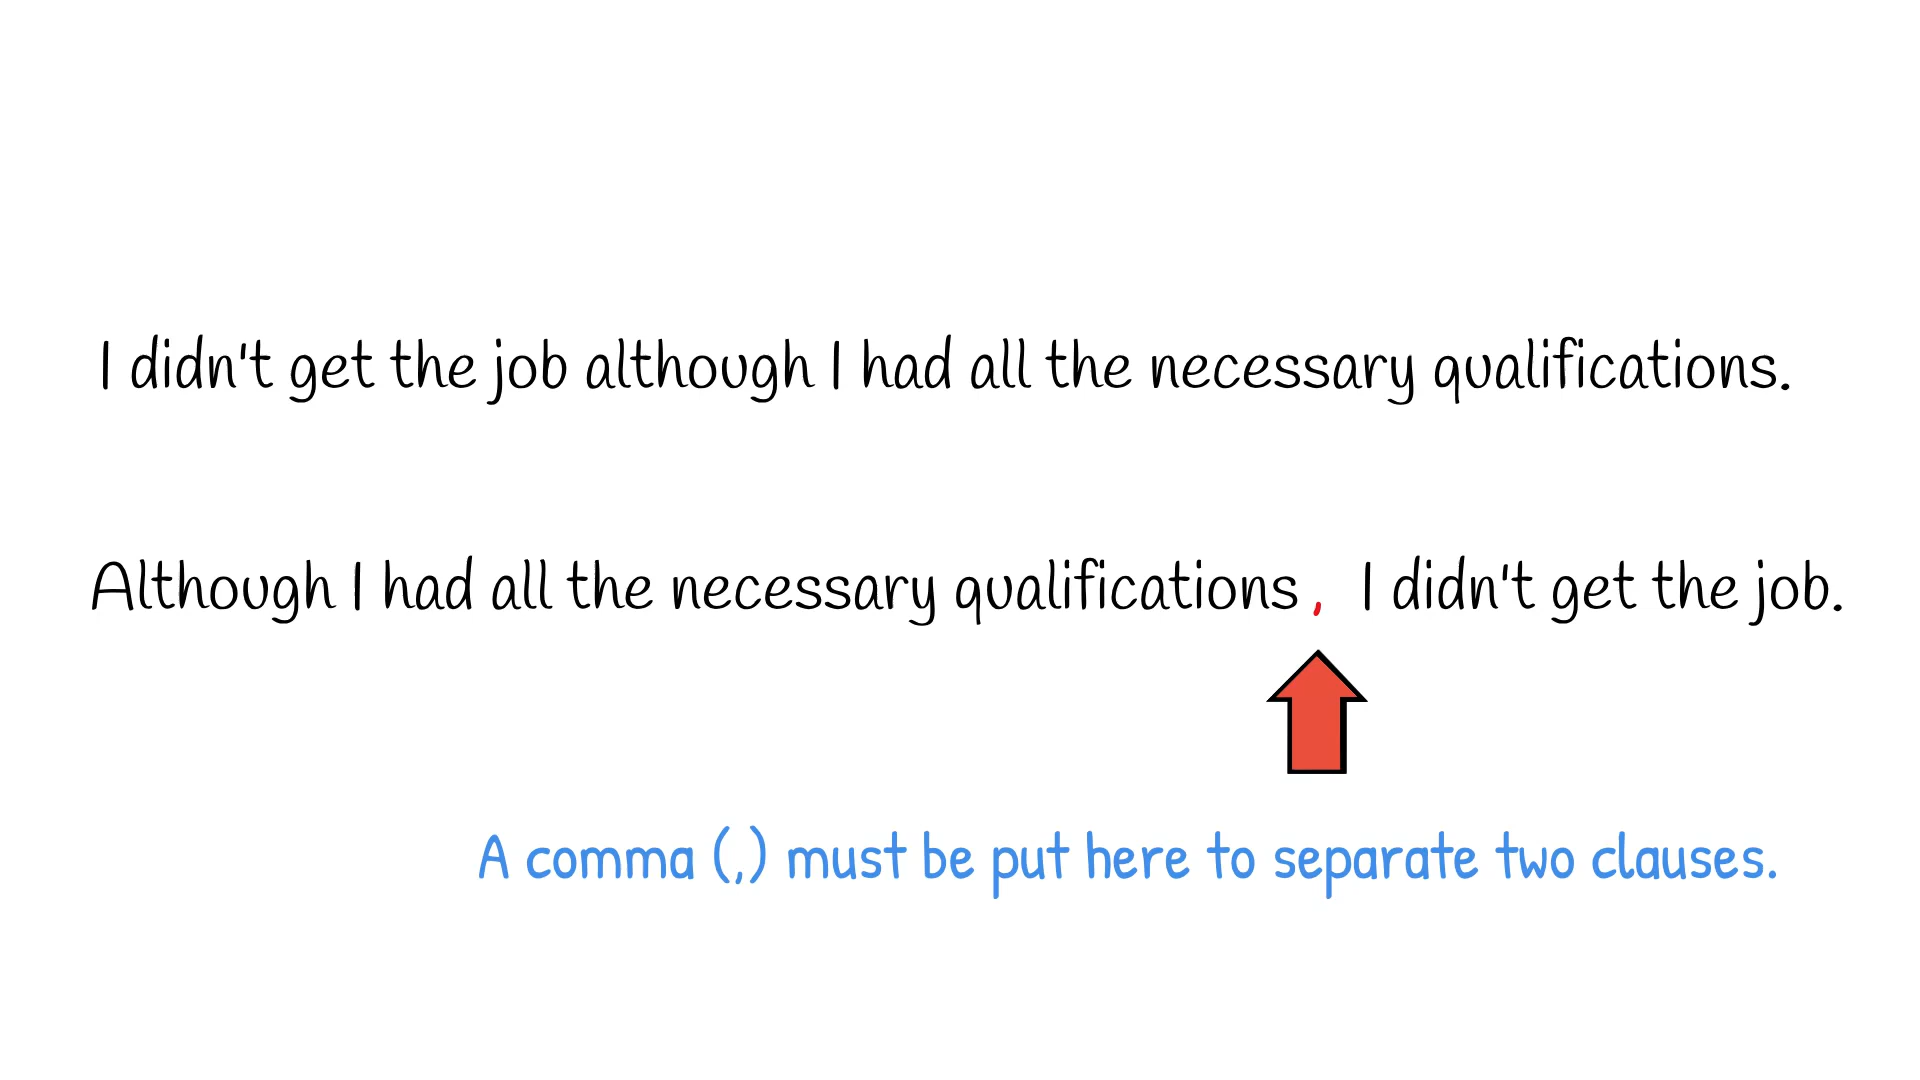 I didn't get the job although I had all the necessary qualifications.
Although I had all the necessary qualifications , I didn't get the job.
A comma (,) must be put here to separate two clauses.